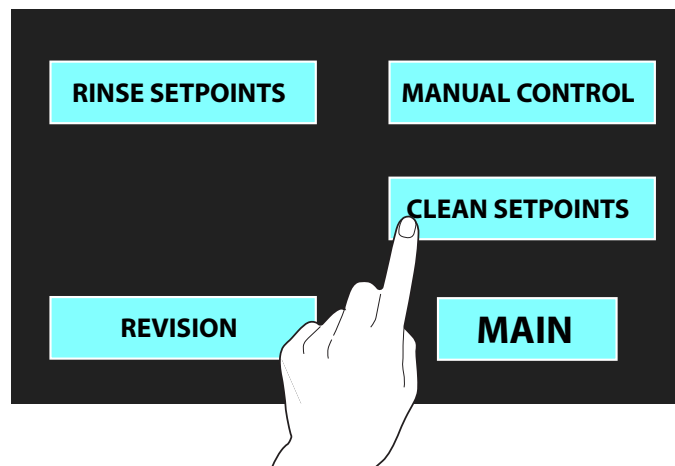 RINSE SETPOINTS
MANUAL CONTROL
CLEAN SETPOINTS
REVISION
MAIN